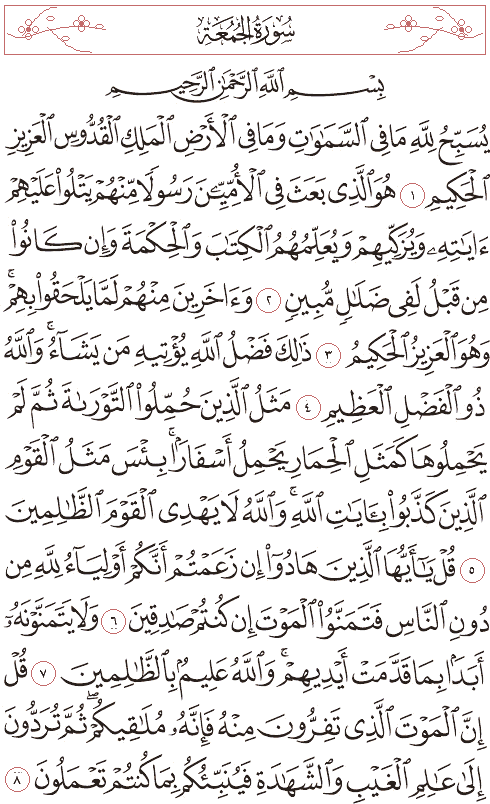 سُورَةُ الجُمُعَةِ
بِسْمِ ٱللَّهِ ٱلرَّحْمَٰنِ ٱلرَّحِيمِ
يُسَبِّحُ لِلَّهِ مَا فِي ٱلسَّمَٰوَٰتِ وَمَا فِي ٱلْأَرْضِ ٱلْمَلِكِ ٱلْقُدُّوسِ ٱلْعَزِيزِ
ٱلْحَكِيمِ ١ هُوَ ٱلَّذِي بَعَثَ فِي ٱلْأُمِّيِّـۧنَ رَسُولًا مِّنْهُمْ يَتْلُوا۟ عَلَيْهِمْ
ءَايَٰتِهِۦ وَيُزَكِّيهِمْ وَيُعَلِّمُهُمُ ٱلْكِتَٰبَ وَٱلْحِكْمَةَ وَإِن كَانُوا۟
مِن قَبْلُ لَفِي ضَلَٰلٍ مُّبِينٍ ٢ وَءَاخَرِينَ مِنْهُمْ لَمَّا يَلْحَقُوا۟ بِهِمْ ۚ
وَهُوَ ٱلْعَزِيزُ ٱلْحَكِيمُ ٣ ذَٰلِكَ فَضْلُ ٱللَّهِ يُؤْتِيهِ مَن يَشَآءُ ۚ وَٱللَّهُ
ذُو ٱلْفَضْلِ ٱلْعَظِيمِ ٤ مَثَلُ ٱلَّذِينَ حُمِّلُوا۟ ٱلتَّوْرَىٰةَ ثُمَّ لَمْ
يَحْمِلُوهَا كَمَثَلِ ٱلْحِمَارِ يَحْمِلُ أَسْفَارًۢا ۚ بِئْسَ مَثَلُ ٱلْقَوْمِ
ٱلَّذِينَ كَذَّبُوا۟ بِـَٔايَٰتِ ٱللَّهِ ۚ وَٱللَّهُ لَا يَهْدِي ٱلْقَوْمَ ٱلظَّٰلِمِينَ
٥ قُلْ يَٰٓأَيُّهَا ٱلَّذِينَ هَادُوٓا۟ إِن زَعَمْتُمْ أَنَّكُمْ أَوْلِيَآءُ لِلَّهِ مِن
دُونِ ٱلنَّاسِ فَتَمَنَّوُا۟ ٱلْمَوْتَ إِن كُنتُمْ صَٰدِقِينَ ٦ وَلَا يَتَمَنَّوْنَهُۥٓ
أَبَدًۢا بِمَا قَدَّمَتْ أَيْدِيهِمْ ۚ وَٱللَّهُ عَلِيمٌۢ بِٱلظَّٰلِمِينَ ٧ قُلْ
إِنَّ ٱلْمَوْتَ ٱلَّذِي تَفِرُّونَ مِنْهُ فَإِنَّهُۥ مُلَٰقِيكُمْ ۖ ثُمَّ تُرَدُّونَ
إِلَىٰ عَٰلِمِ ٱلْغَيْبِ وَٱلشَّهَٰدَةِ فَيُنَبِّئُكُم بِمَا كُنتُمْ تَعْمَلُونَ ٨